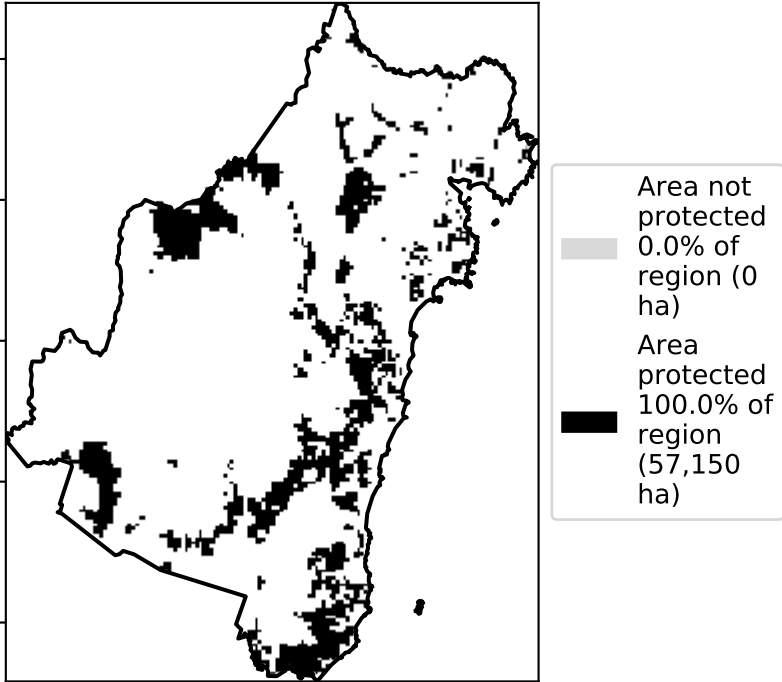 Area not
protected
0.0% of
region (0
ha)
Area
protected
100.0% of
region
(57,150
ha)